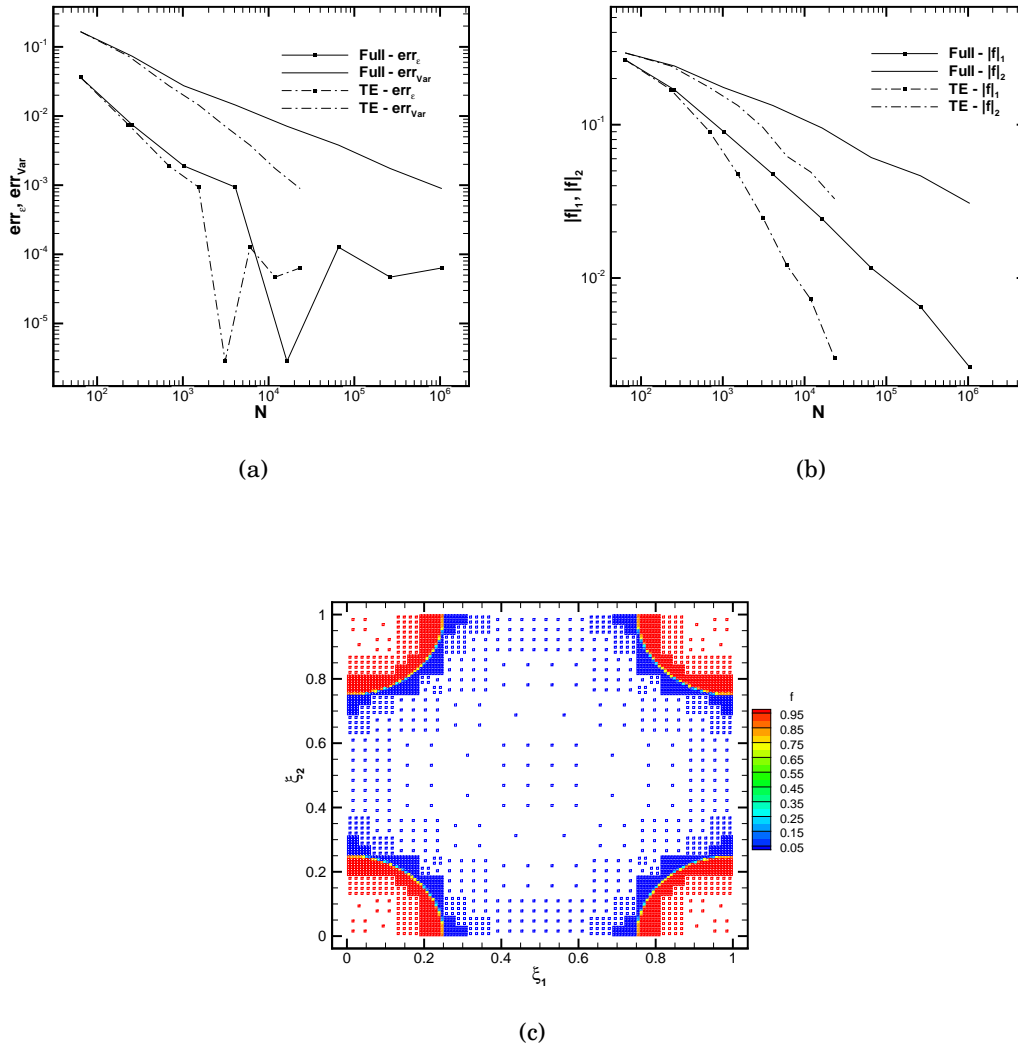 10⁻¹
10⁻²
10⁻³
10⁻⁴
10⁻⁵
err_ε, err_Var
Full - err_ε
Full - err_Var
TE - err_ε
TE - err_Var
10² 10³ 10⁴ 10⁵ 10⁶
N
(a)
10⁻¹
10⁻²
|f|₁, |f|₂
Full - |f|₁
Full - |f|₂
TE - |f|₁
TE - |f|₂
10² 10³ 10⁴ 10⁵ 10⁶
N
(b)
1
0.8
0.6
0.4
0.2
0
ξ₂
0 0.2 0.4 0.6 0.8 1
ξ₁
f
0.95
0.85
0.75
0.65
0.55
0.45
0.35
0.25
0.15
0.05
(c)